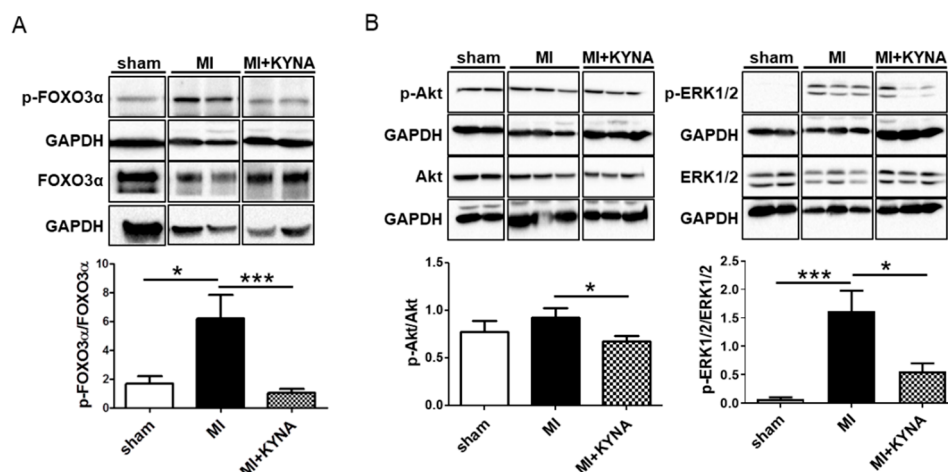 A
sham MI MI+KYNA
p-FOXO3α
GAPDH
FOXO3α
GAPDH
p-FOXO3α/FOXO3α
10
8
6
4
2
0
* ***
sham MI MI+KYNA
B
sham MI MI+KYNA
p-Akt
GAPDH
Akt
GAPDH
p-Akt/Akt
1.5
1.0
0.5
0.0
*
sham MI MI+KYNA
sham MI MI+KYNA
p-ERK1/2
GAPDH
ERK1/2
GAPDH
p-ERK1/2/ERK1/2
2.5
2.0
1.5
1.0
0.5
0.0
*** *
sham MI MI+KYNA